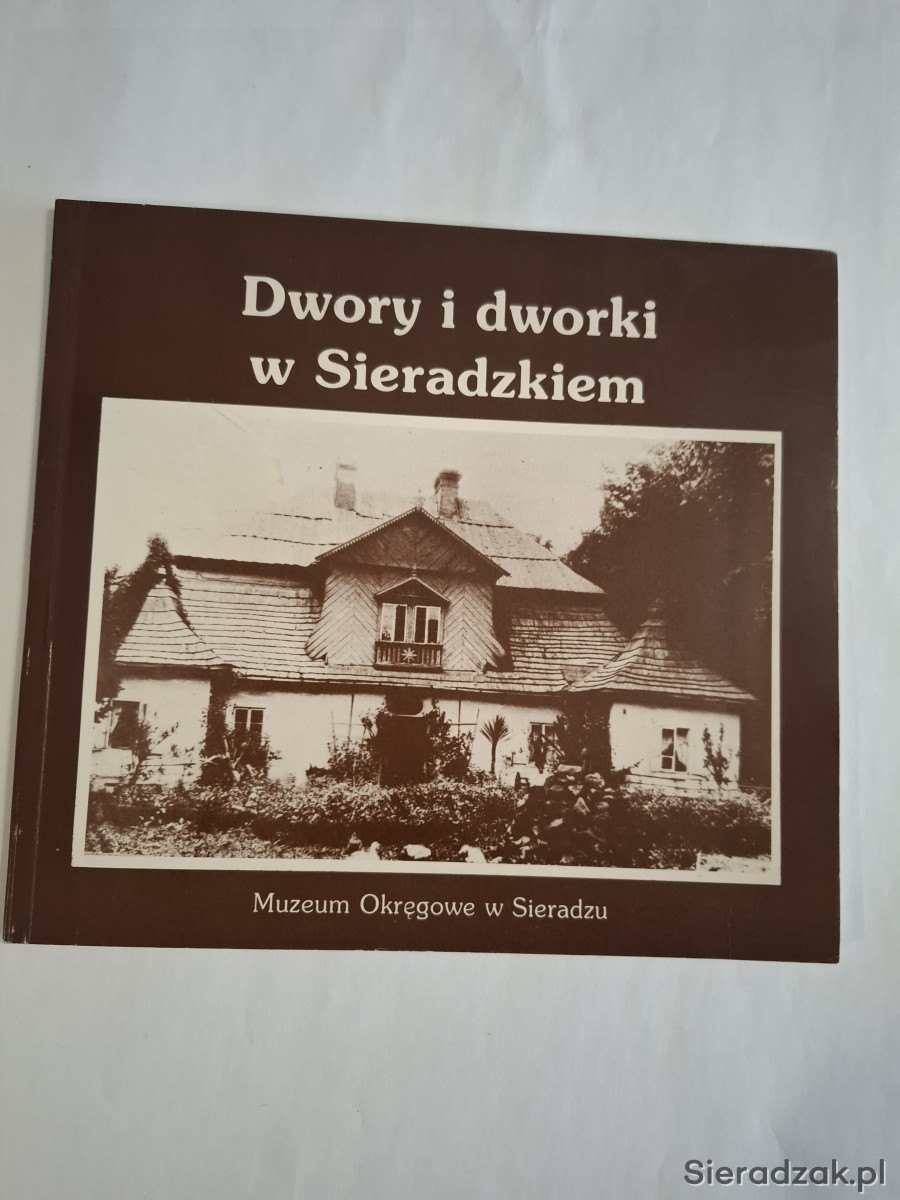 Dwory i dworki
w Sieradzkiem
Muzeum Okręgowe w Sieradzu
Sieradzak.pl